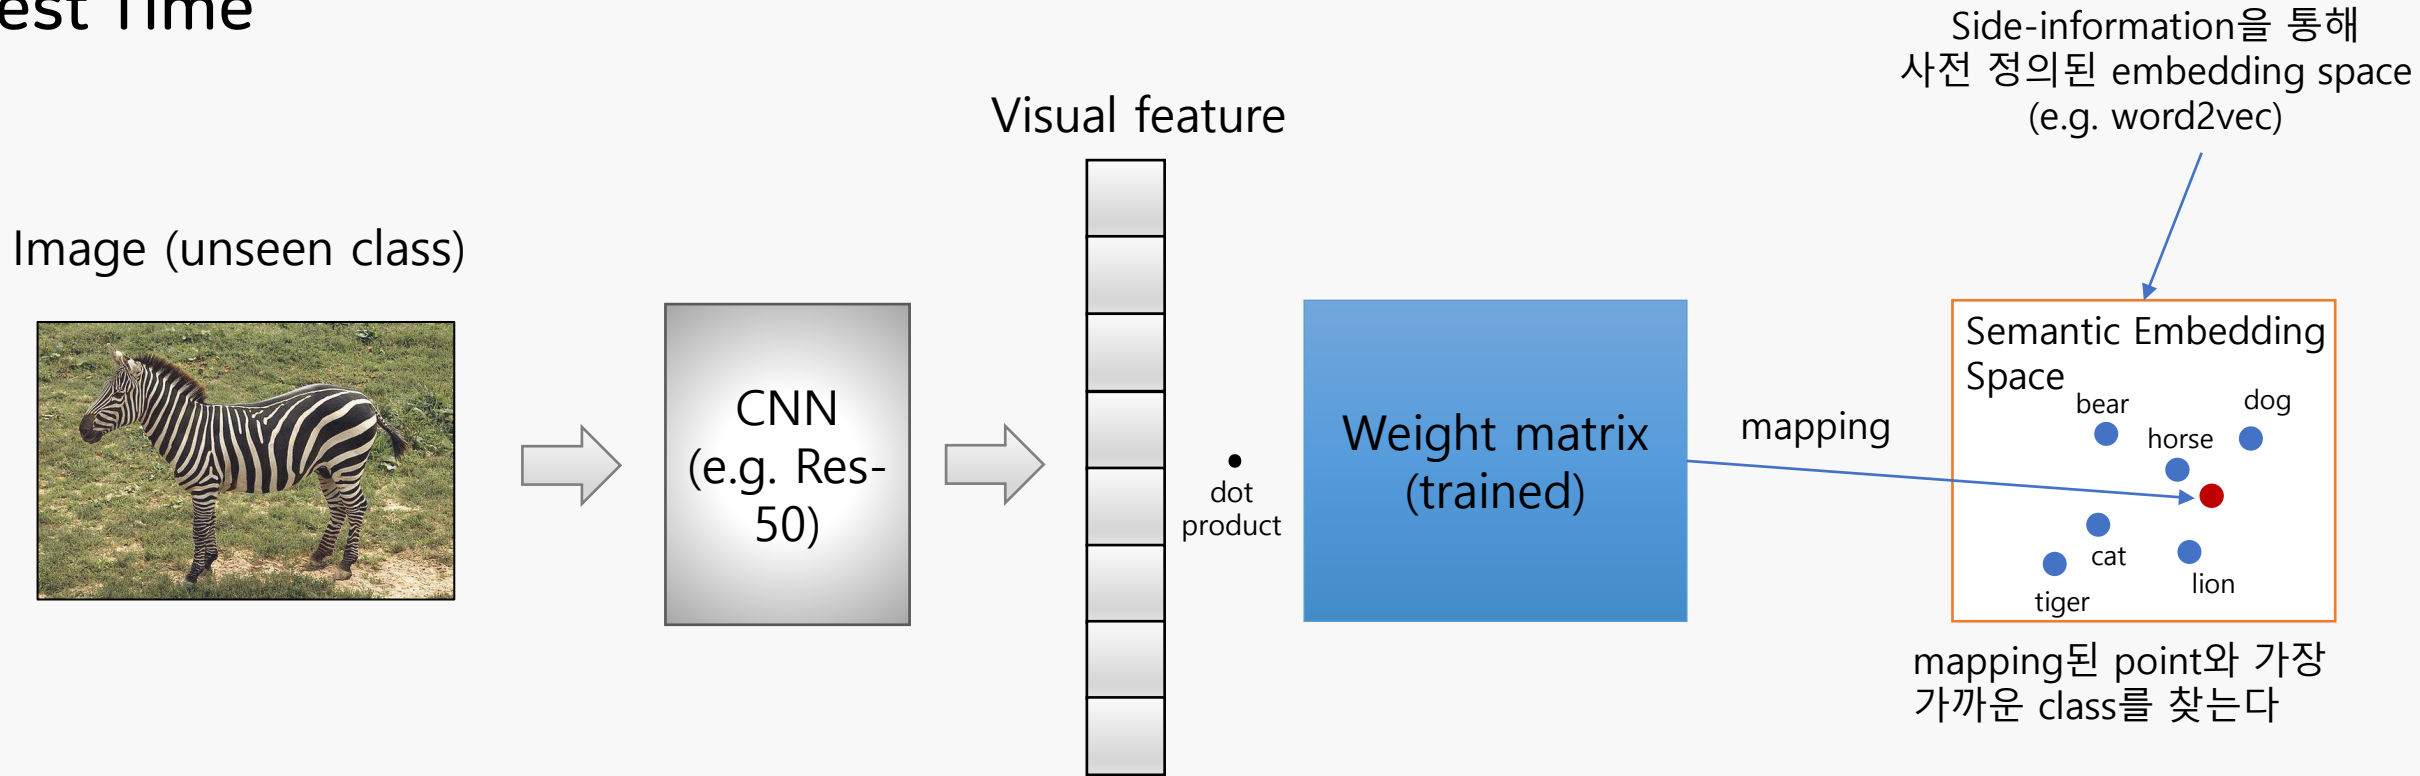 est Time
Side-information을 통해
사전 정의된 embedding space
(e.g. word2vec)
Visual feature
Image (unseen class)
CNN
(e.g. Res-
50)
dot
product
Weight matrix
(trained)
mapping
Semantic Embedding
Space
bear
dog
horse
cat
lion
tiger
mapping된 point와 가장
가까운 class를 찾는다